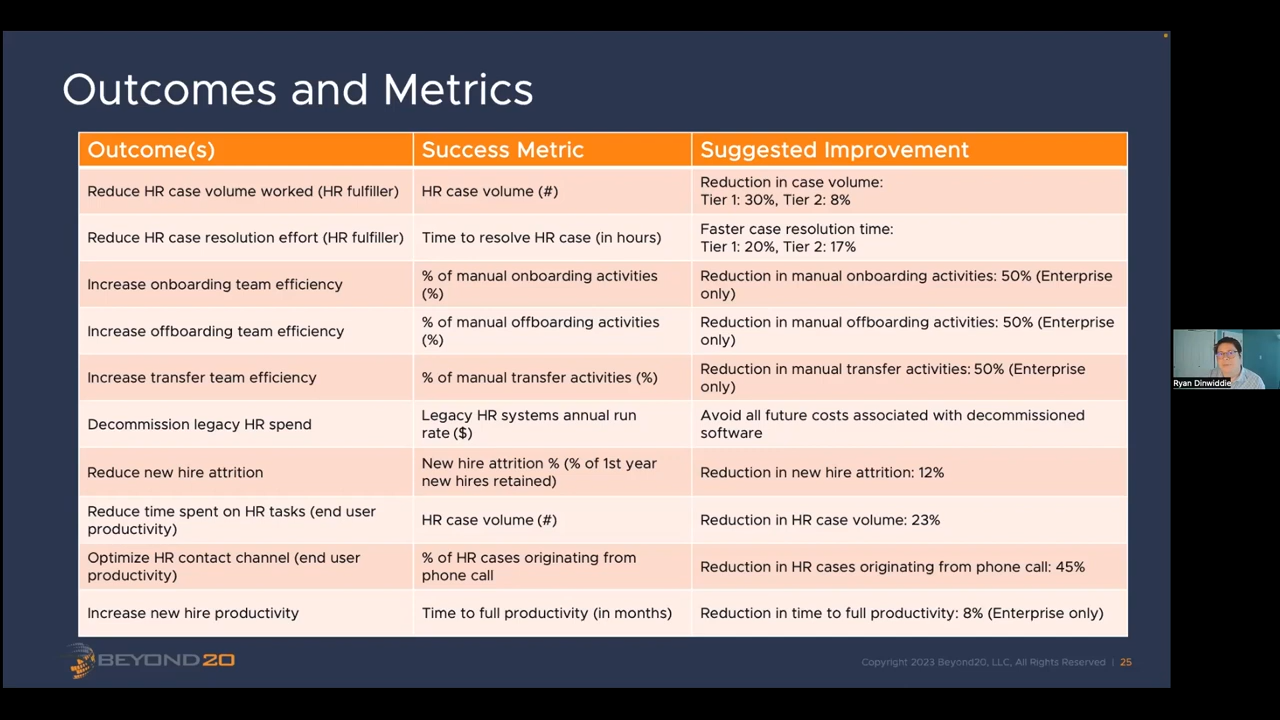 Outcomes and Metrics
Outcome(s)
Success Metric
Suggested Improvement
Reduce HR case volume worked (HR fulfiller)
HR case volume (#)
Reduction in case volume:
Tier 1: 30%, Tier 2: 8%
Reduce HR case resolution effort (HR fulfiller)
Time to resolve HR case (in hours)
Faster case resolution time:
Tier 1: 20%, Tier 2: 17%
Increase onboarding team efficiency
% of manual onboarding activities
(%)
Reduction in manual onboarding activities: 50% (Enterprise
only)
Increase offboarding team efficiency
% of manual offboarding activities
(%)
Reduction in manual offboarding activities: 50% (Enterprise
only)
Increase transfer team efficiency
% of manual transfer activities (%)
Reduction in manual transfer activities: 50% (Enterprise
only)
Decommission legacy HR spend
Legacy HR systems annual run
rate ($)
Avoid all future costs associated with decommissioned
software
Reduce new hire attrition
New hire attrition % (% of 1st year
new hires retained)
Reduction in new hire attrition: 12%
Reduce time spent on HR tasks (end user
productivity)
HR case volume (#)
Reduction in HR case volume: 23%
Optimize HR contact channel (end user
productivity)
% of HR cases originating from
phone call
Reduction in HR cases originating from phone call: 45%
Increase new hire productivity
Time to full productivity (in months)
Reduction in time to full productivity: 8% (Enterprise only)
BEYOND20
Copyright 2023 Beyond20, LLC, All Rights Reserved | 25
Ryan Dinwiddie